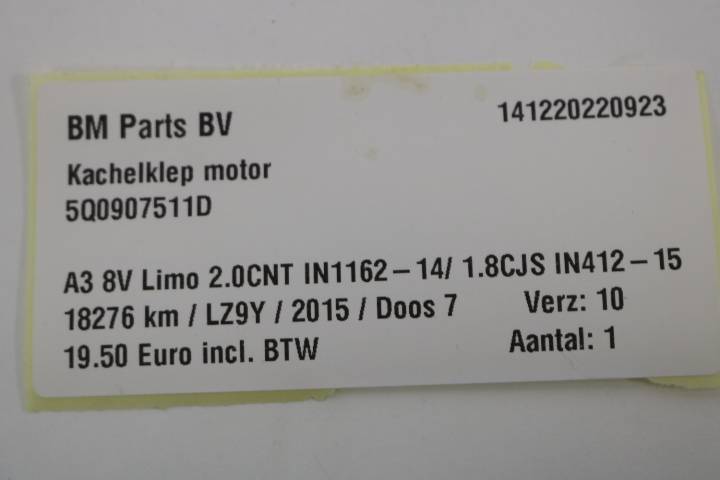 BM Parts BV 141220220923
Kachelklep motor
5Q0907511D
A3 8V Limo 2.0CNT IN1162-14/ 1.8CJS IN412-15
18276 km / LZ9Y / 2015 / Doos 7 Verz: 10
19.50 Euro incl. BTW Aantal: 1